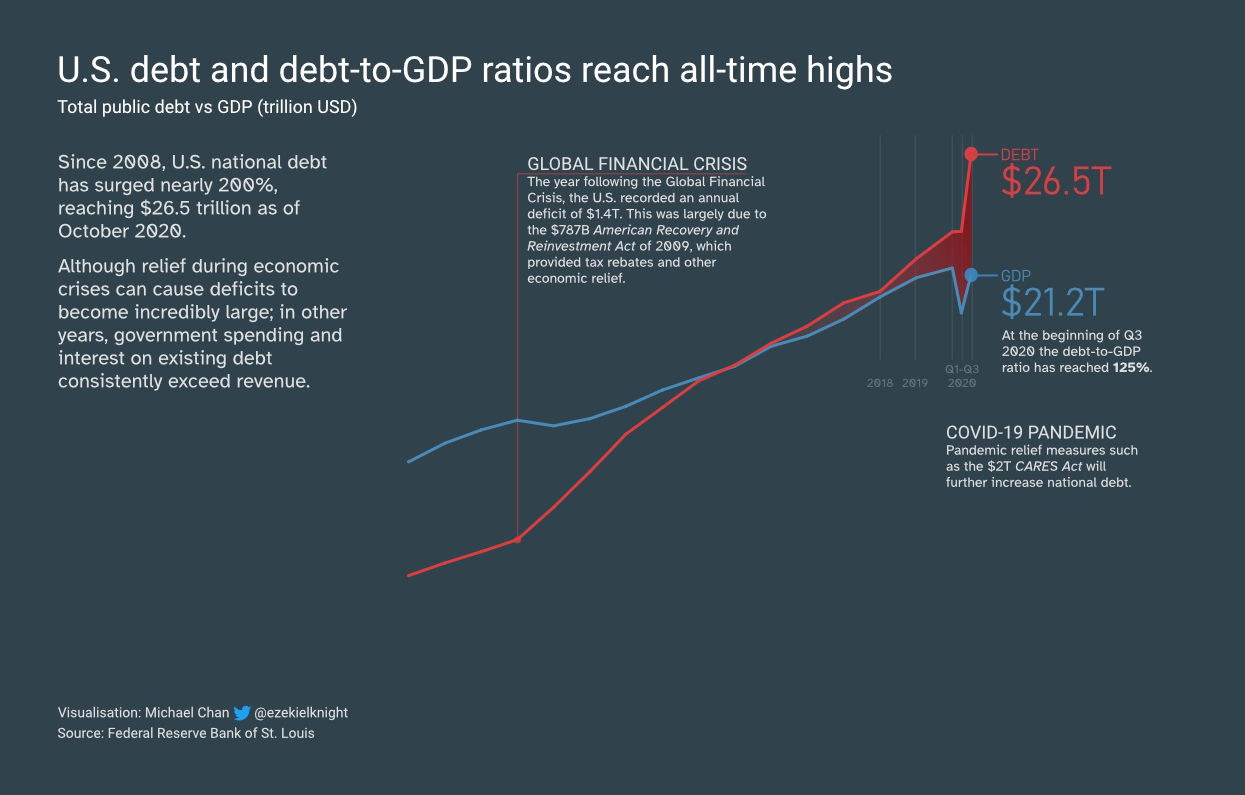 U.S. debt and debt-to-GDP ratios reach all-time highs
Total public debt vs GDP (trillion USD)
Since 2008, U.S. national debt
has surged nearly 200%,
reaching $26.5 trillion as of
October 2020.
Although relief during economic
crises can cause deficits to
become incredibly large; in other
years, government spending and
interest on existing debt
consistently exceed revenue.
GLOBAL FINANCIAL CRISIS
The year following the Global Financial
Crisis, the U.S. recorded an annual
deficit of $1.4T. This was largely due to
the $787B American Recovery and
Reinvestment Act of 2009, which
provided tax rebates and other
economic relief.
DEBT
$26.5T
GDP
$21.2T
At the beginning of Q3
2020 the debt-to-GDP
ratio has reached 125%.
Q1-Q3
2018 2019 2020
COVID-19 PANDEMIC
Pandemic relief measures such
as the $2T CARES Act will
further increase national debt.
Visualisation: Michael Chan @ezekielknight
Source: Federal Reserve Bank of St. Louis